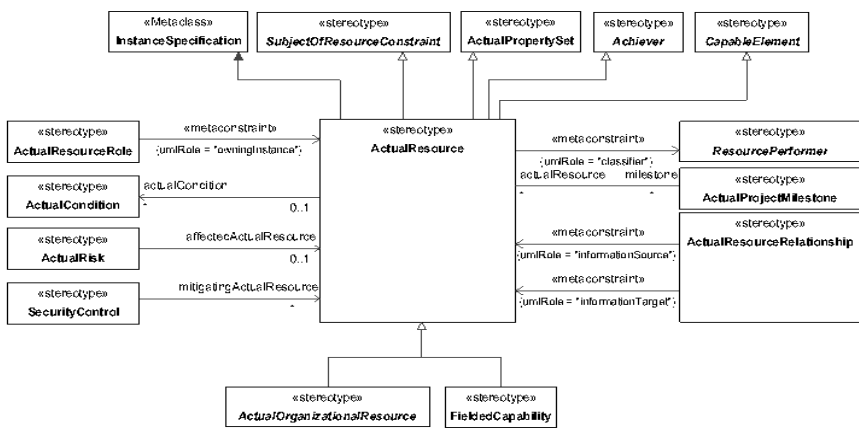 «Metaclass»
InstanceSpecification
«stereotype»
SubjectOfResourceConstraint
«stereotype»
ActualPropertySet
«stereotype»
Achiever
«stereotype»
CapableElement
«stereotype»
ActualResourceRole
«metaconstraint»
{umlRole = "owningInstance"}
«stereotype»
ActualResource
«metaconstraint»
{umlRole = "classifier"}
«stereotype»
ResourcePerformer
«stereotype»
ActualCondition
actualCondition
*
0..1
actualResource
milestone
*
*
«stereotype»
ActualProjectMilestone
«stereotype»
ActualRisk
affectedActualResource
0..1
«metaconstraint»
{umlRole = "informationSource"}
«stereotype»
ActualResourceRelationship
«stereotype»
SecurityControl
mitigatingActualResource
*
«metaconstraint»
{umlRole = "informationTarget"}
«stereotype»
ActualOrganizationalResource
«stereotype»
FieldedCapability